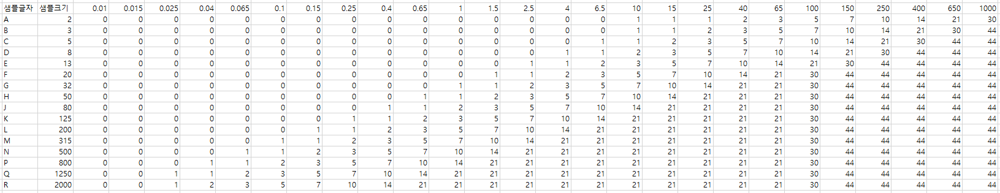 샘플글자 샘플크기 0.01 0.015 0.025 0.04 0.065 0.1 0.15 0.25 0.4 0.65 1 1.5 2.5 4 6.5 10 15 25 40 65 100 150 250 400 650 1000
A 2 0 0 0 0 0 0 0 0 0 0 0 0 0 0 0 1 1 1 2 3 5 7 10 14 21 30
B 3 0 0 0 0 0 0 0 0 0 0 0 0 0 0 0 1 1 2 3 5 7 10 14 21 30 44
C 5 0 0 0 0 0 0 0 0 0 0 0 0 0 0 1 1 2 3 5 7 10 14 21 30 44 44
D 8 0 0 0 0 0 0 0 0 0 0 0 0 0 1 1 2 3 5 7 10 14 21 30 44 44 44
E 13 0 0 0 0 0 0 0 0 0 0 0 0 1 1 2 3 5 7 10 14 21 30 44 44 44 44
F 20 0 0 0 0 0 0 0 0 0 0 0 1 1 2 3 5 7 10 14 21 30 44 44 44 44 44
G 32 0 0 0 0 0 0 0 0 0 0 1 1 2 3 5 7 10 14 21 21 30 44 44 44 44 44
H 50 0 0 0 0 0 0 0 0 0 1 1 2 3 5 7 10 14 21 21 21 30 44 44 44 44 44
J 80 0 0 0 0 0 0 0 0 1 1 2 3 5 7 10 14 21 21 21 21 30 44 44 44 44 44
K 125 0 0 0 0 0 0 0 1 1 2 3 5 7 10 14 21 21 21 21 21 30 44 44 44 44 44
L 200 0 0 0 0 0 0 1 1 2 3 5 7 10 14 21 21 21 21 21 21 30 44 44 44 44 44
M 315 0 0 0 0 0 1 1 2 3 5 7 10 14 21 21 21 21 21 21 21 30 44 44 44 44 44
N 500 0 0 0 0 1 1 2 3 5 7 10 14 21 21 21 21 21 21 21 21 30 44 44 44 44 44
P 800 0 0 0 1 1 2 3 5 7 10 14 21 21 21 21 21 21 21 21 21 30 44 44 44 44 44
Q 1250 0 0 1 1 2 3 5 7 10 14 21 21 21 21 21 21 21 21 21 21 30 44 44 44 44 44
R 2000 0 0 1 2 3 5 7 10 14 21 21 21 21 21 21 21 21 21 21 21 30 44 44 44 44 44